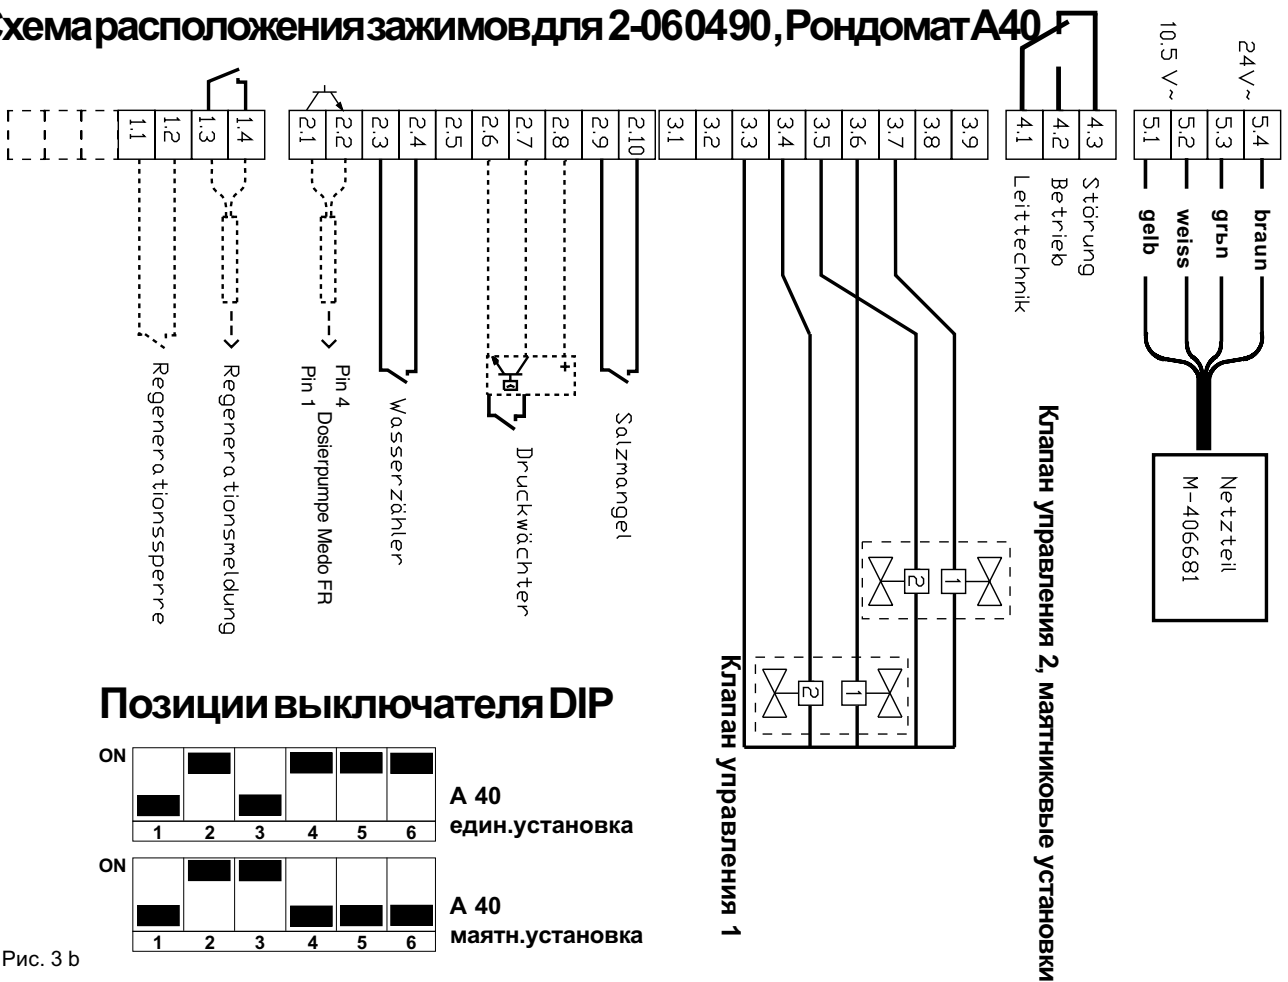 Схема расположения зажимов для 2-060490, Рондомат А40
10.5 V~
24V~
1.1 1.2 1.3 1.4 2.1 2.2 2.3 2.4 2.5 2.6 2.7 2.8 2.9 2.10 3.1 3.2 3.3 3.4 3.5 3.6 3.7 3.8 3.9 4.1 4.2 4.3 5.1 5.2 5.3 5.4
Regenerationssperre
Regenerationsmeldung
Pin 1
Pin 4
Dosierpumpe Medo FR
Wasserzähler
Druckwächter
+
Salzmangel
Leittechnik
Betrieb
Störung
gelb
weiss
grьn
braun
Netzteil
M-406681
2 1
2 1
Клапан управления 1
Клапан управления 2, маятниковые установки
Позиции выключателя DIP
ON
1 2 3 4 5 6
А 40
един.установка
ON
1 2 3 4 5 6
А 40
маятн.установка
Рис. 3 b